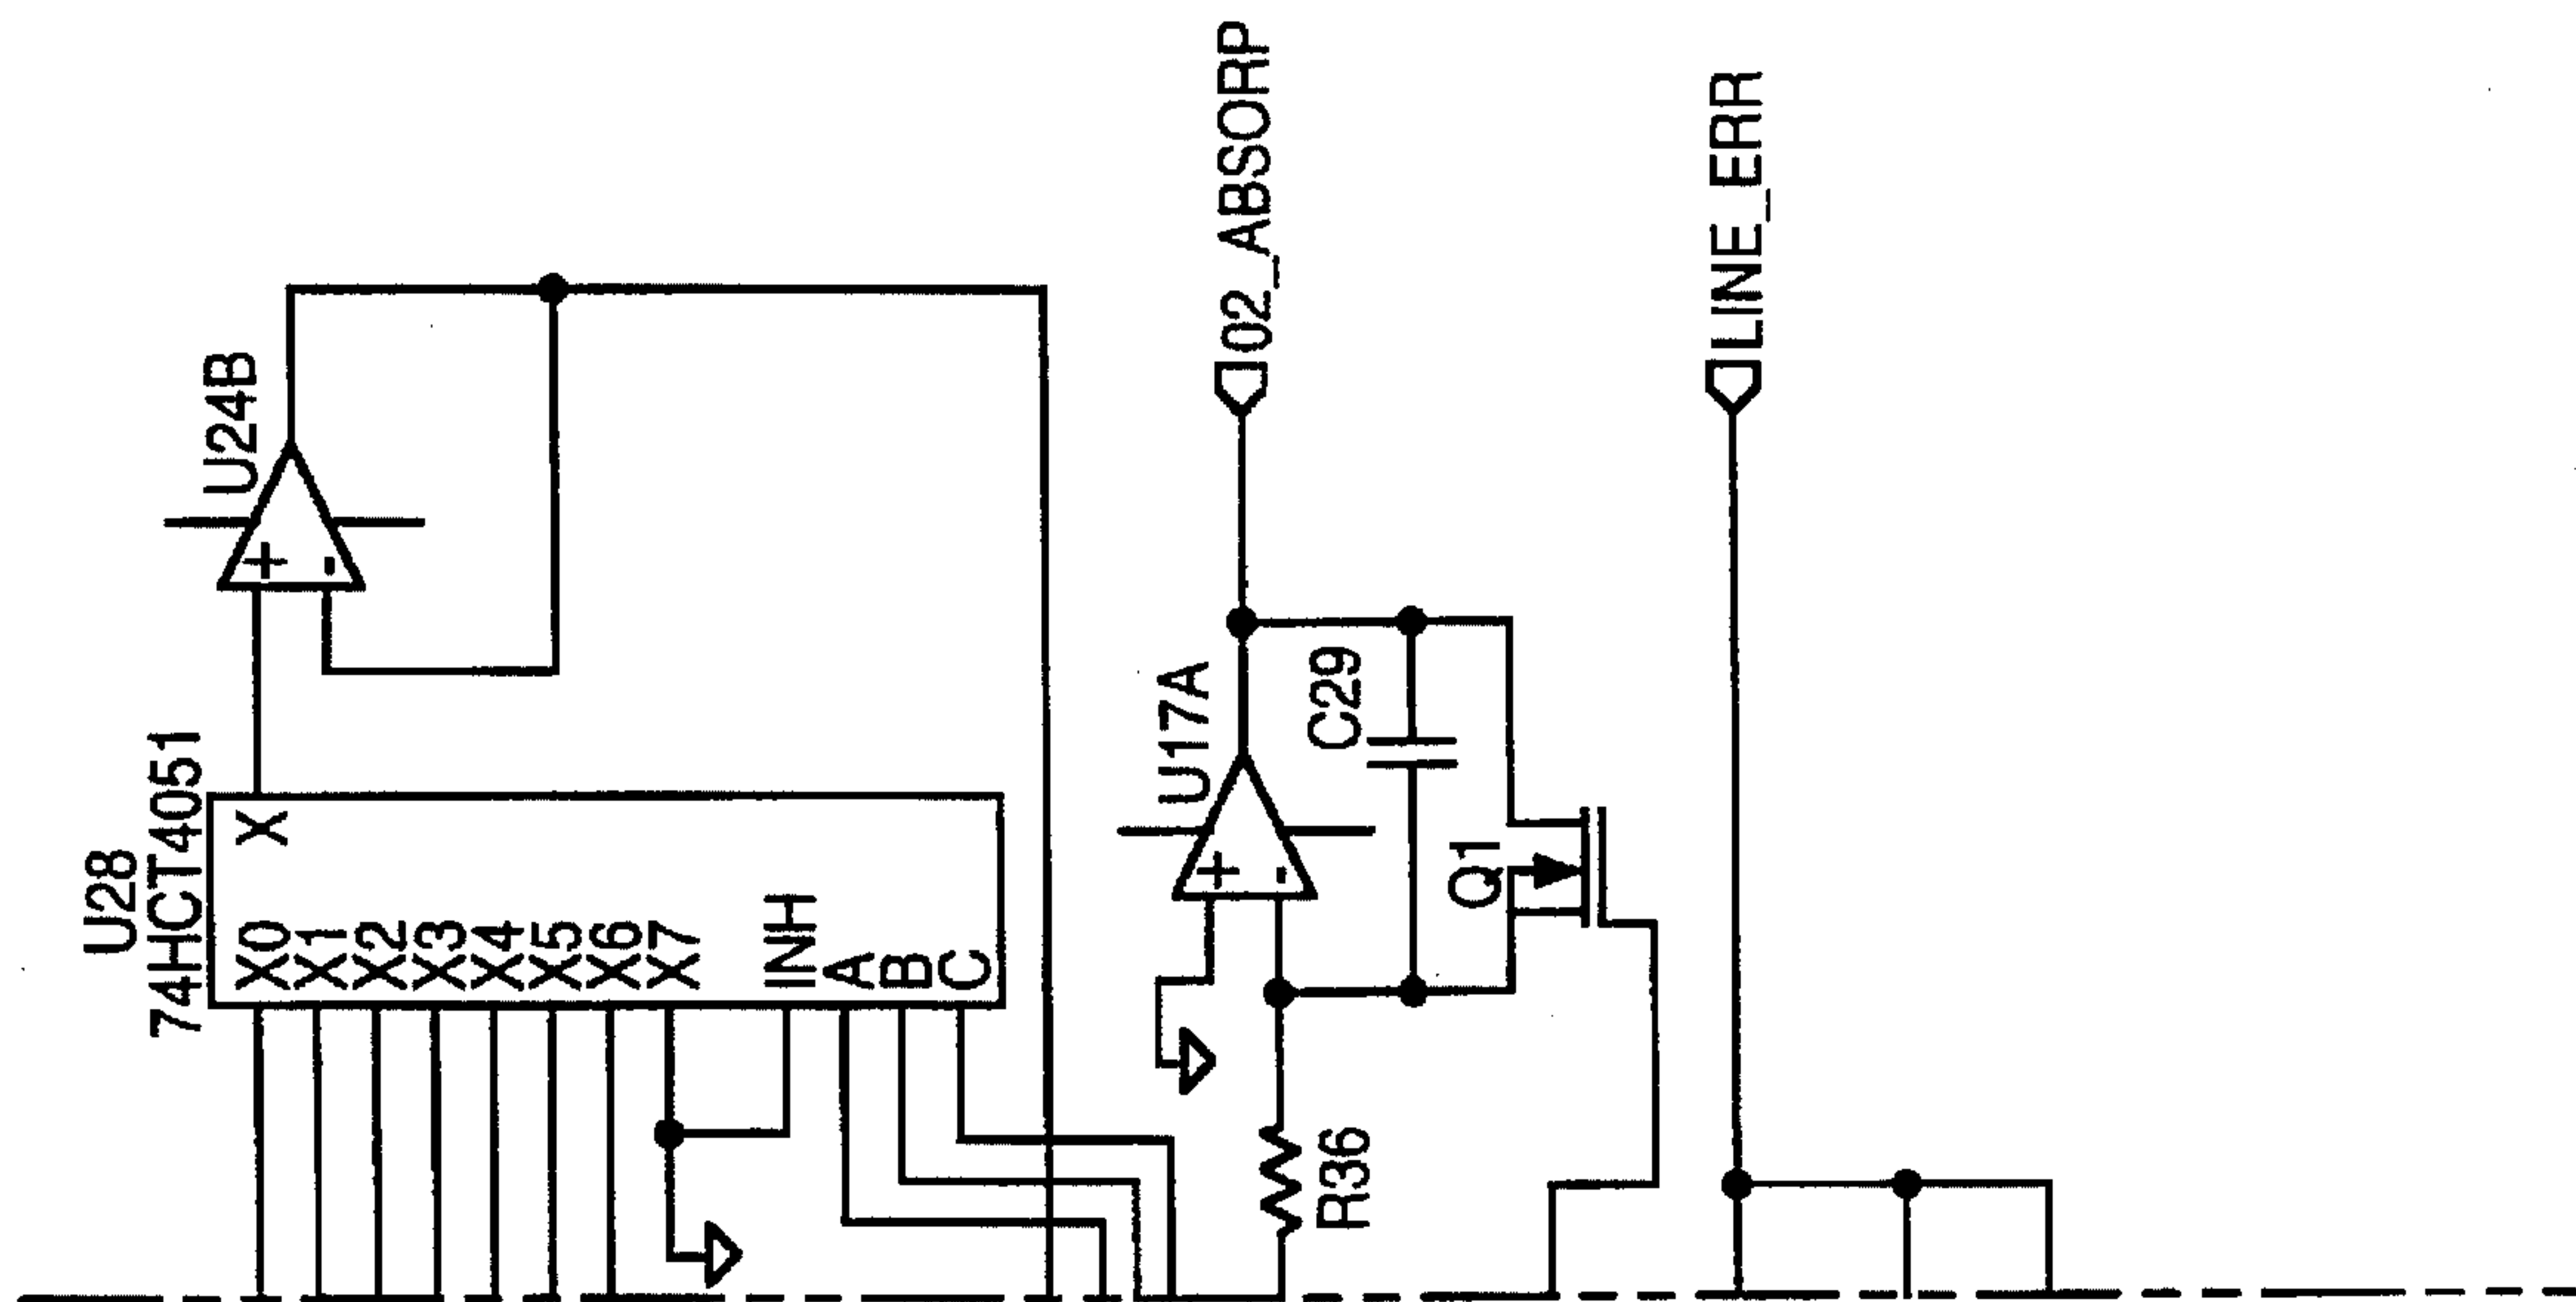 U28
74HCT4051
X0
X1
X2
X3
X4
X5
X6
X7
INH
A
B
C
X
U24B
+
-
U17A
+
-
C29
Q1
R36
02_ABSORP
LINE_ERR